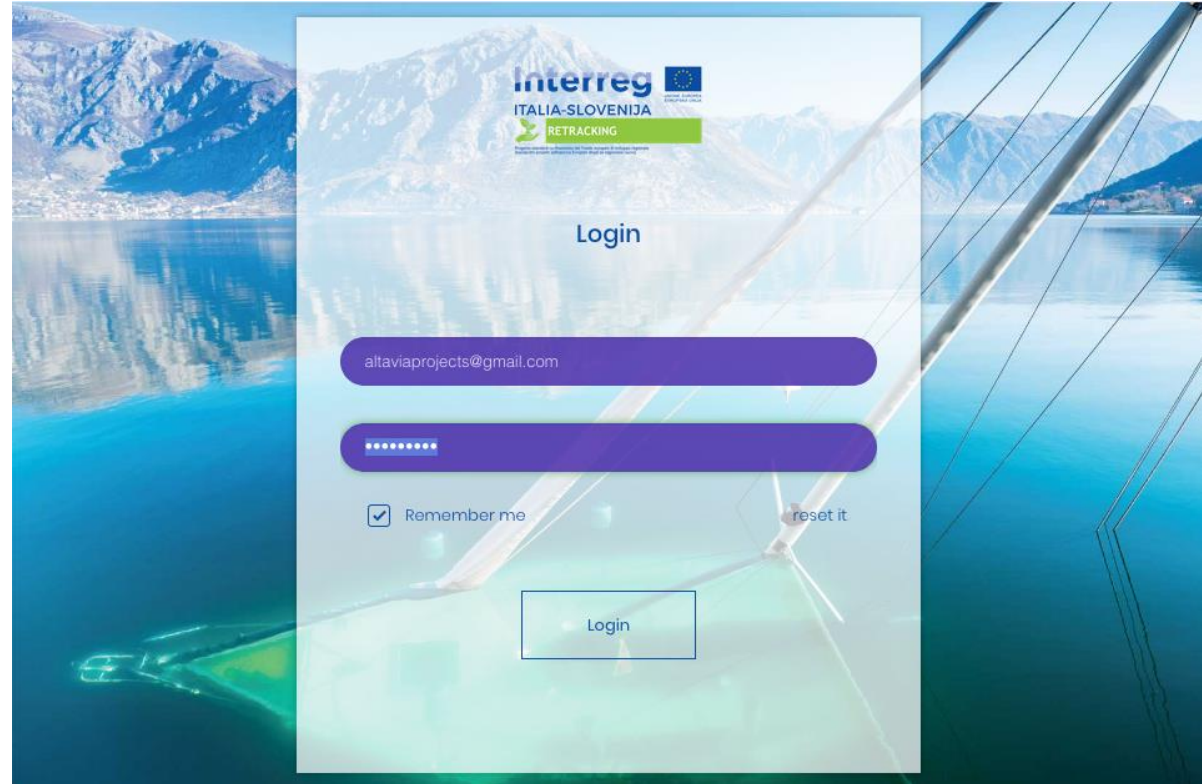 Interreg
ITALIA-SLOVENIJA
RETRACKING
Login
altaviaprojects@gmail.com
•••••••••
Remember me
reset it
Login